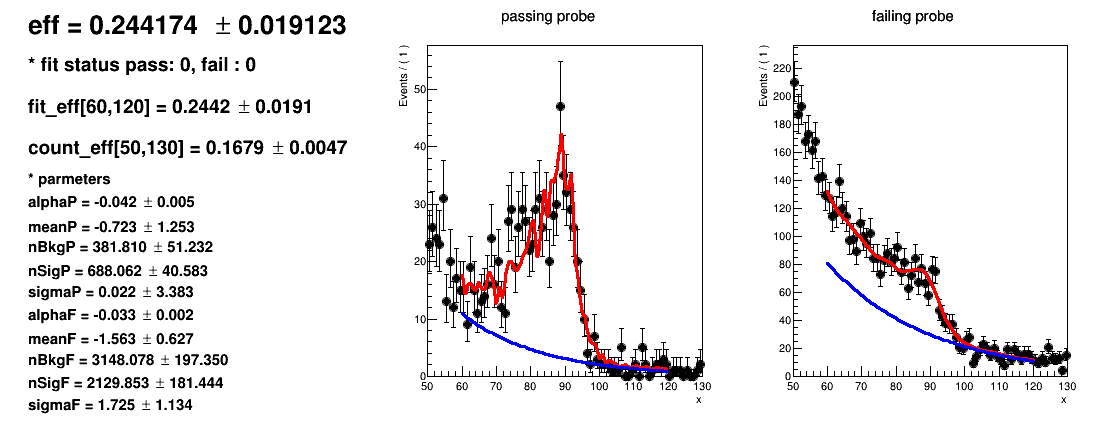 eff = 0.244174 ± 0.019123
* fit status pass: 0, fail : 0
fit_eff[60,120] = 0.2442 ± 0.0191
count_eff[50,130] = 0.1679 ± 0.0047
* parmeters
alphaP = -0.042 ± 0.005
meanP = -0.723 ± 1.253
nBkgP = 381.810 ± 51.232
nSigP = 688.062 ± 40.583
sigmaP = 0.022 ± 3.383
alphaF = -0.033 ± 0.002
meanF = -1.563 ± 0.627
nBkgF = 3148.078 ± 197.350
nSigF = 2129.853 ± 181.444
sigmaF = 1.725 ± 1.134
passing probe
Events / ( 1 )
50
40
30
20
10
0
50 60 70 80 90 100 110 120 130
x
failing probe
Events / ( 1 )
220
200
180
160
140
120
100
80
60
40
20
0
50 60 70 80 90 100 110 120 130
x